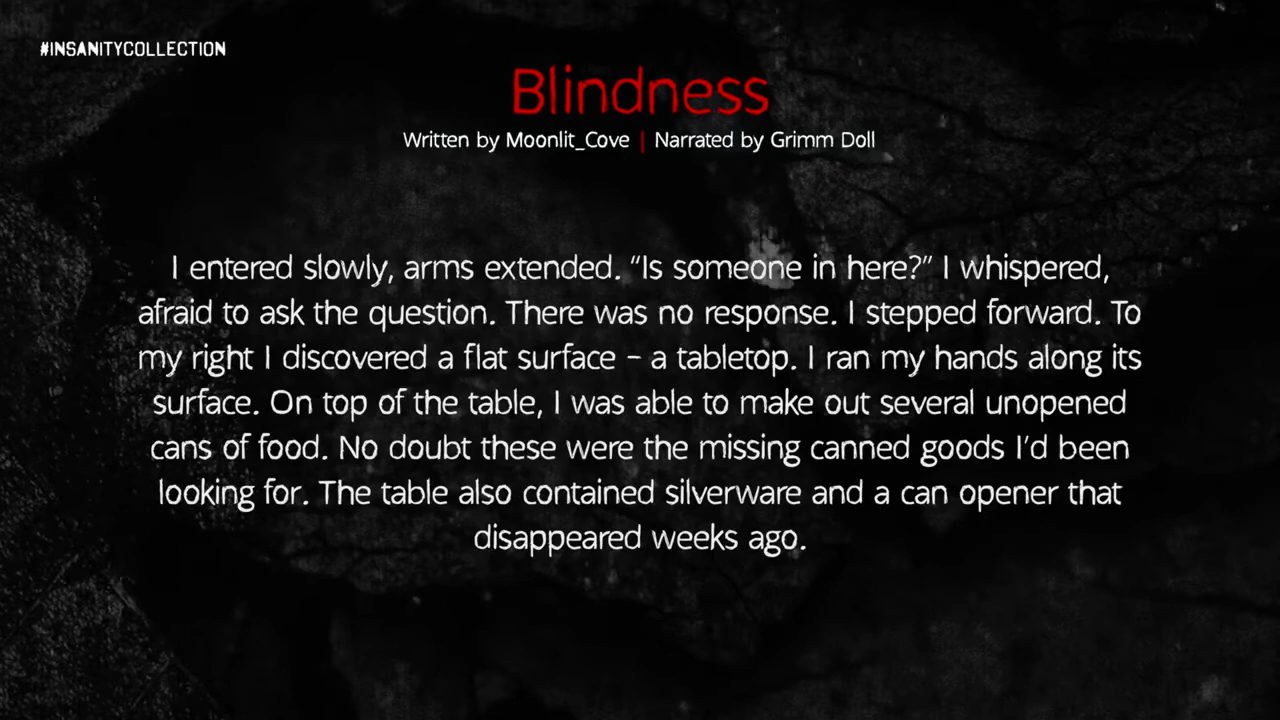 #INSANITYCOLLECTION
Blindness
Written by Moonlit_Cove | Narrated by Grimm Doll
I entered slowly, arms extended. “Is someone in here?” I whispered,
afraid to ask the question. There was no response. I stepped forward. To
my right I discovered a flat surface – a tabletop. I ran my hands along its
surface. On top of the table, I was able to make out several unopened
cans of food. No doubt these were the missing canned goods I’d been
looking for. The table also contained silverware and a can opener that
disappeared weeks ago.